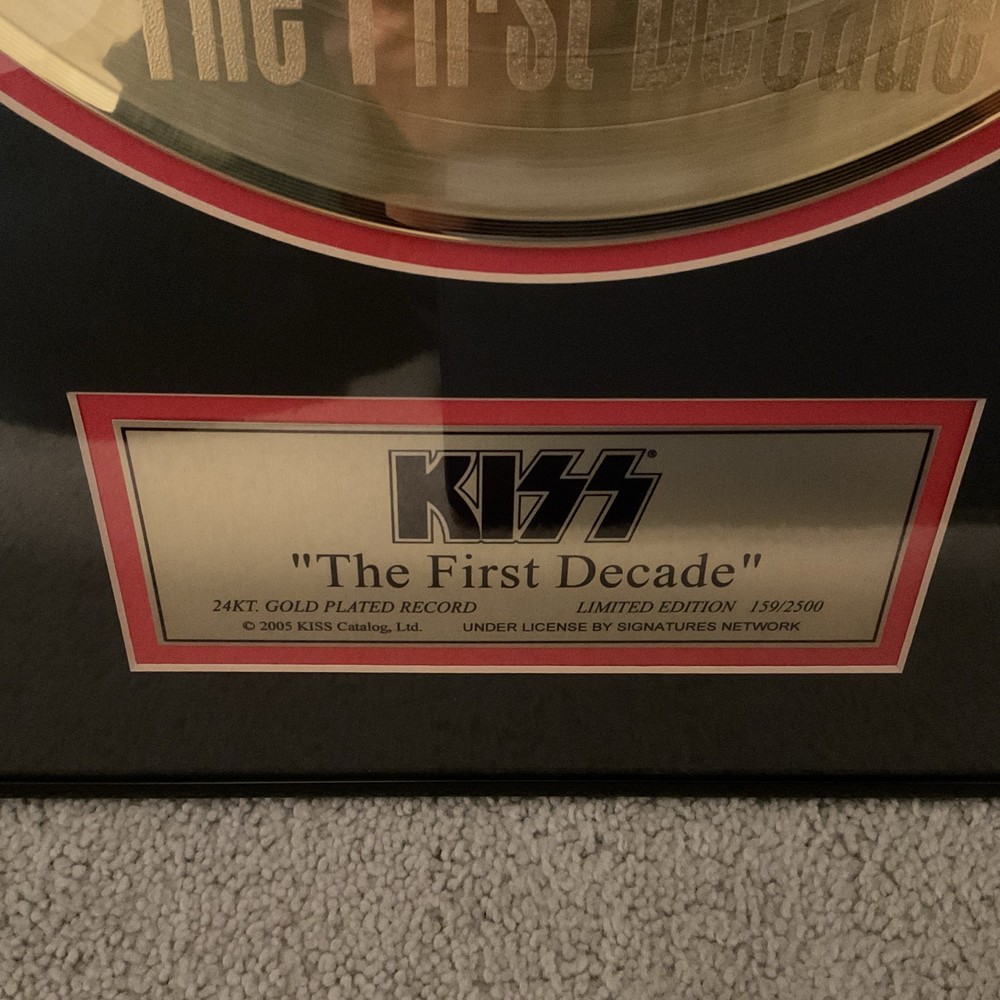 The First Decade
KISS®
"The First Decade"
24KT. GOLD PLATED RECORD LIMITED EDITION 159/2500
© 2005 KISS Catalog, Ltd. UNDER LICENSE BY SIGNATURES NETWORK